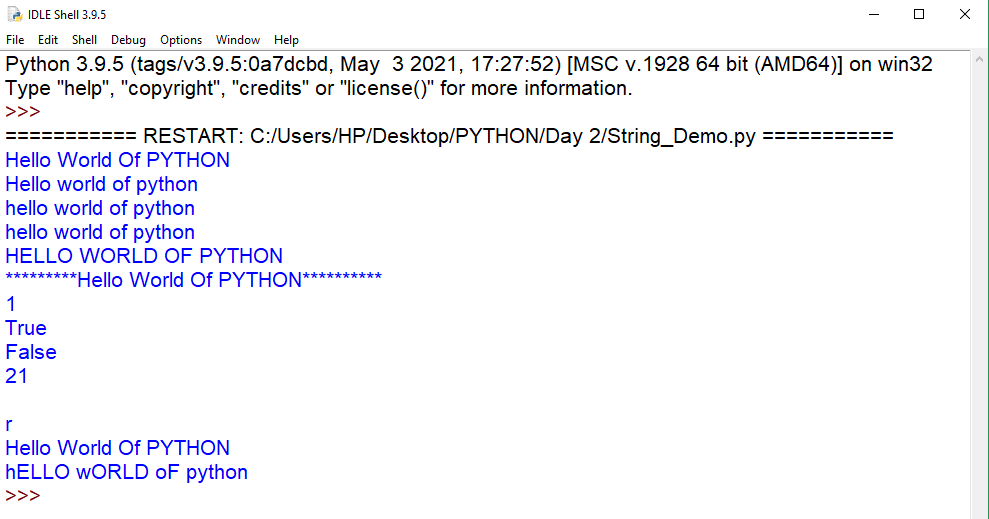 IDLE Shell 3.9.5
File Edit Shell Debug Options Window Help
Python 3.9.5 (tags/v3.9.5:0a7dcbd, May  3 2021, 17:27:52) [MSC v.1928 64 bit (AMD64)] on win32
Type "help", "copyright", "credits" or "license()" for more information.
>>>
=========== RESTART: C:/Users/HP/Desktop/PYTHON/Day 2/String_Demo.py ===========
Hello World Of PYTHON
Hello world of python
hello world of python
hello world of python
HELLO WORLD OF PYTHON
*********Hello World Of PYTHON**********
1
True
False
21

r
Hello World Of PYTHON
hELLO wORLD oF python
>>>